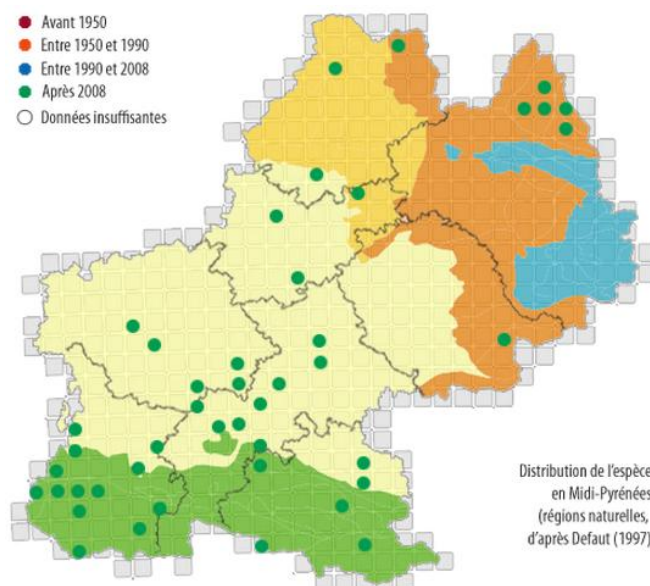 Avant 1950
Entre 1950 et 1990
Entre 1990 et 2008
Après 2008
Données insuffisantes
Distribution de l'espèce
en Midi-Pyrénées
(régions naturelles,
d'après Defaut (1997)